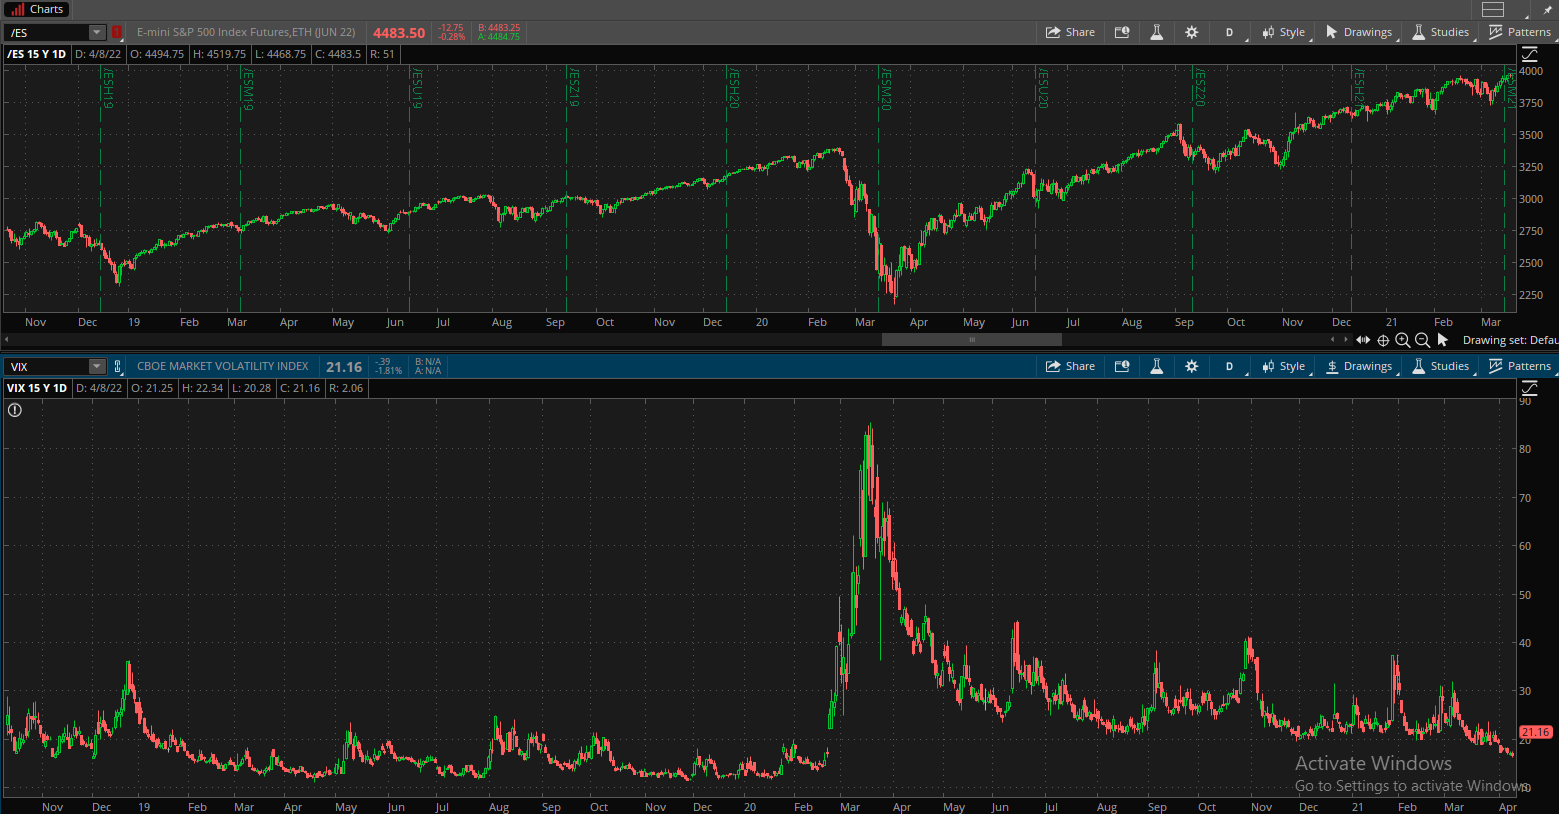 Charts
/ES
E-mini S&P 500 Index Futures,ETH (JUN 22)
4483.50
-12.75
-0.28%
B: 4483.25
A: 4484.75
Share
D
Style
Drawings
Studies
Patterns
/ES 15 Y 1D
D: 4/8/22
O: 4494.75
H: 4519.75
L: 4468.75
C: 4483.5
R: 51
/ESH19
/ESM19
/ESU19
/ESZ19
/ESH20
/ESM20
/ESU20
/ESZ20
/ESH21
/ESM21
4000
3750
3500
3250
3000
2750
2500
2250
Nov Dec 19 Feb Mar Apr May Jun Jul Aug Sep Oct Nov Dec 20 Feb Mar Apr May Jun Jul Aug Sep Oct Nov Dec 21 Feb Mar
Drawing set: Defau
VIX
CBOE MARKET VOLATILITY INDEX
21.16
-.39
-1.81%
B: N/A
A: N/A
Share
D
Style
Drawings
Studies
Patterns
VIX 15 Y 1D
D: 4/8/22
O: 21.25
H: 22.34
L: 20.28
C: 21.16
R: 2.06
90
80
70
60
50
40
30
21.16
20
10
Activate Windows
Go to Settings to activate Windows.
Nov Dec 19 Feb Mar Apr May Jun Jul Aug Sep Oct Nov Dec 20 Feb Mar Apr May Jun Jul Aug Sep Oct Nov Dec 21 Feb Mar Apr